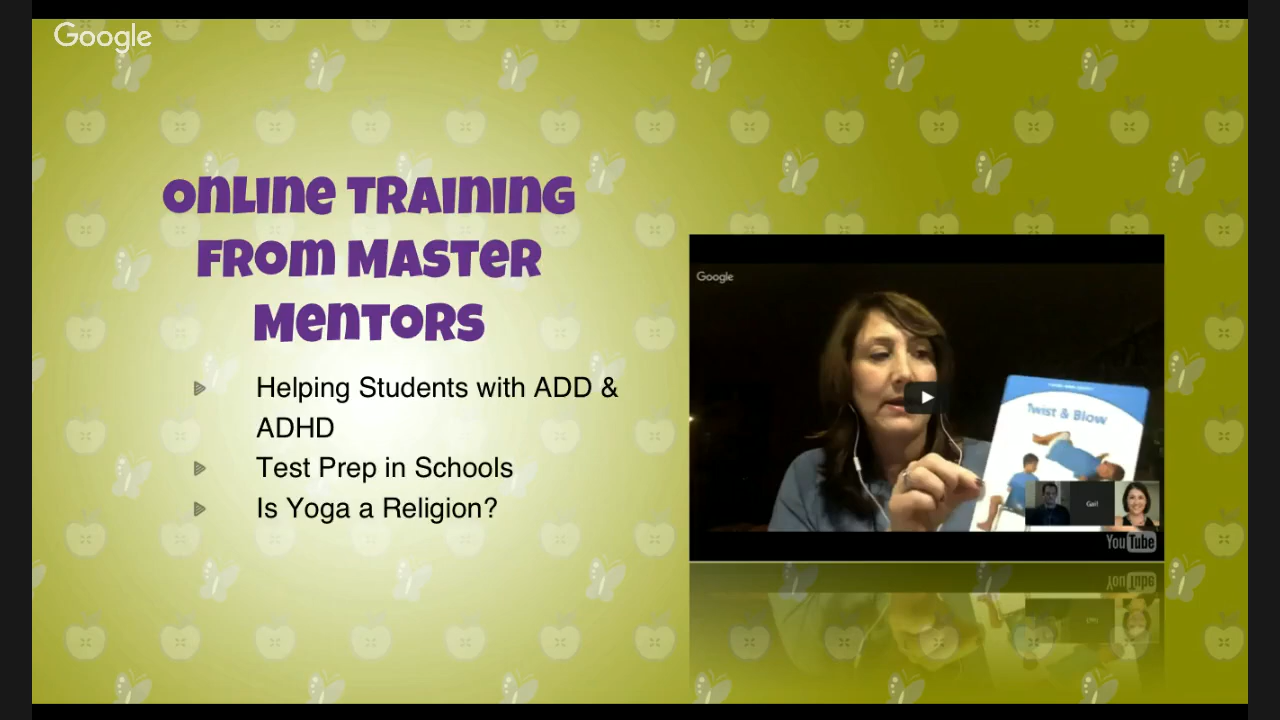 Google
Online Training
From Master
Mentors
Helping Students with ADD &
ADHD
Test Prep in Schools
Is Yoga a Religion?
Google
Twist & Blow
Gail
YouTube
YouTube